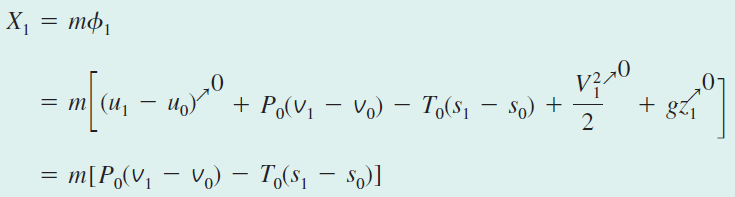 X₁ = mϕ₁
= m[(u₁ − u₀)↗0 + P₀(v₁ − v₀) − T₀(s₁ − s₀) + V₁²↗0/2 + gz₁↗0]
= m[P₀(v₁ − v₀) − T₀(s₁ − s₀)]